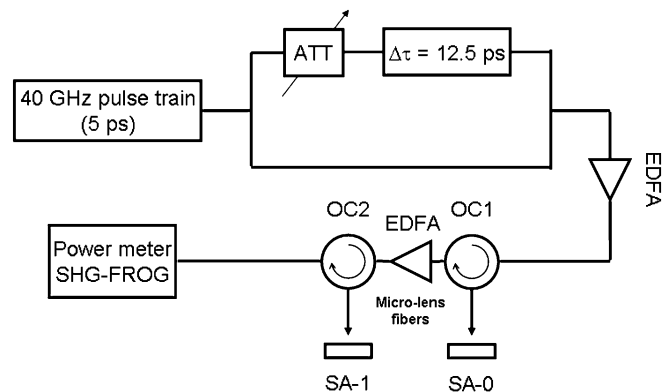 ATT
Δτ = 12.5 ps
40 GHz pulse train
(5 ps)
EDFA
OC2
EDFA
OC1
Power meter
SHG-FROG
Micro-lens
fibers
SA-1
SA-0